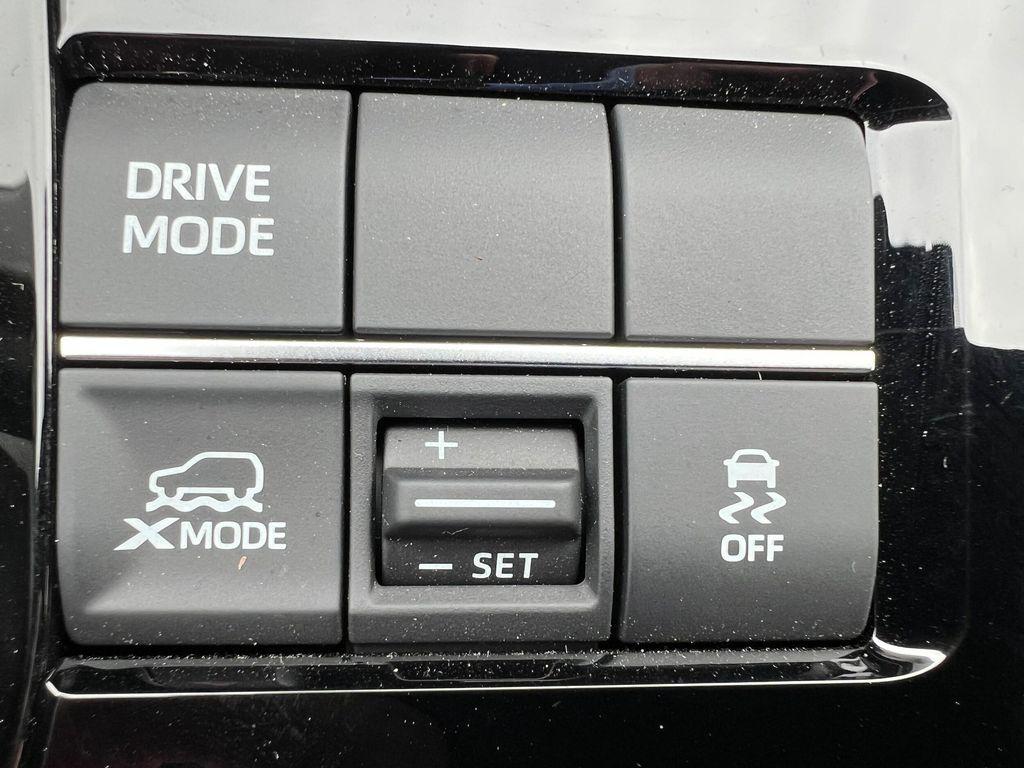 DRIVE
MODE
X MODE
+
— SET
OFF